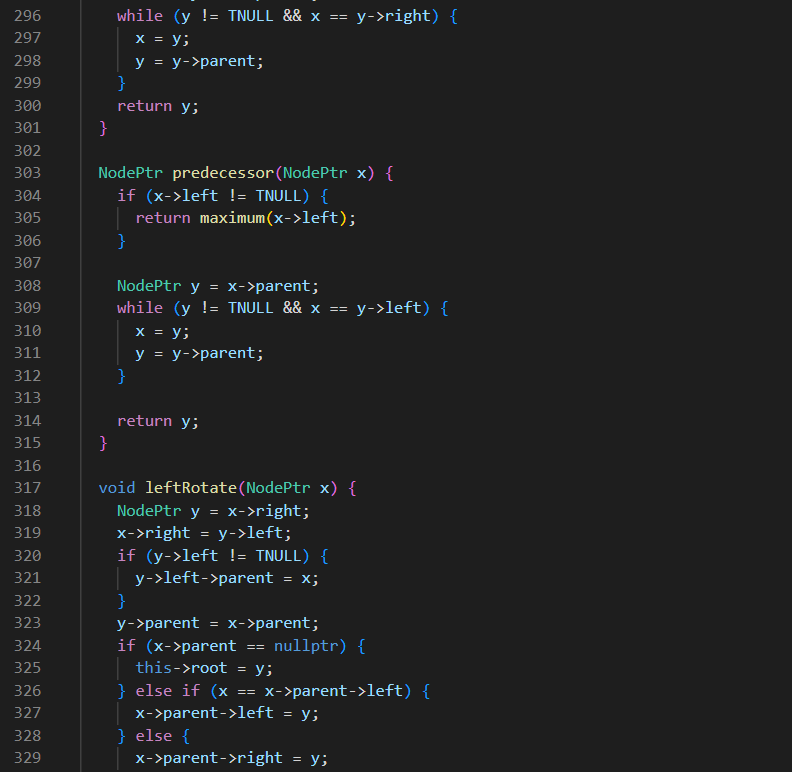 296 while (y != TNULL && x == y->right) {
297 x = y;
298 y = y->parent;
299 }
300 return y;
301 }
302
303 NodePtr predecessor(NodePtr x) {
304 if (x->left != TNULL) {
305 return maximum(x->left);
306 }
307
308 NodePtr y = x->parent;
309 while (y != TNULL && x == y->left) {
310 x = y;
311 y = y->parent;
312 }
313
314 return y;
315 }
316
317 void leftRotate(NodePtr x) {
318 NodePtr y = x->right;
319 x->right = y->left;
320 if (y->left != TNULL) {
321 y->left->parent = x;
322 }
323 y->parent = x->parent;
324 if (x->parent == nullptr) {
325 this->root = y;
326 } else if (x == x->parent->left) {
327 x->parent->left = y;
328 } else {
329 x->parent->right = y;